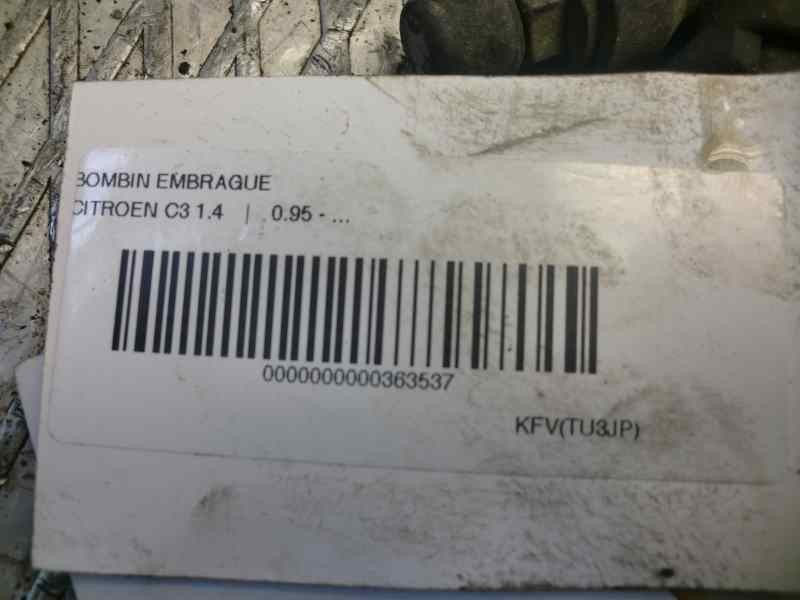 BOMBIN EMBRAGUE
CITROEN C3 1.4 | 0.95 - ...
0000000000363537
KFV(TU3JP)